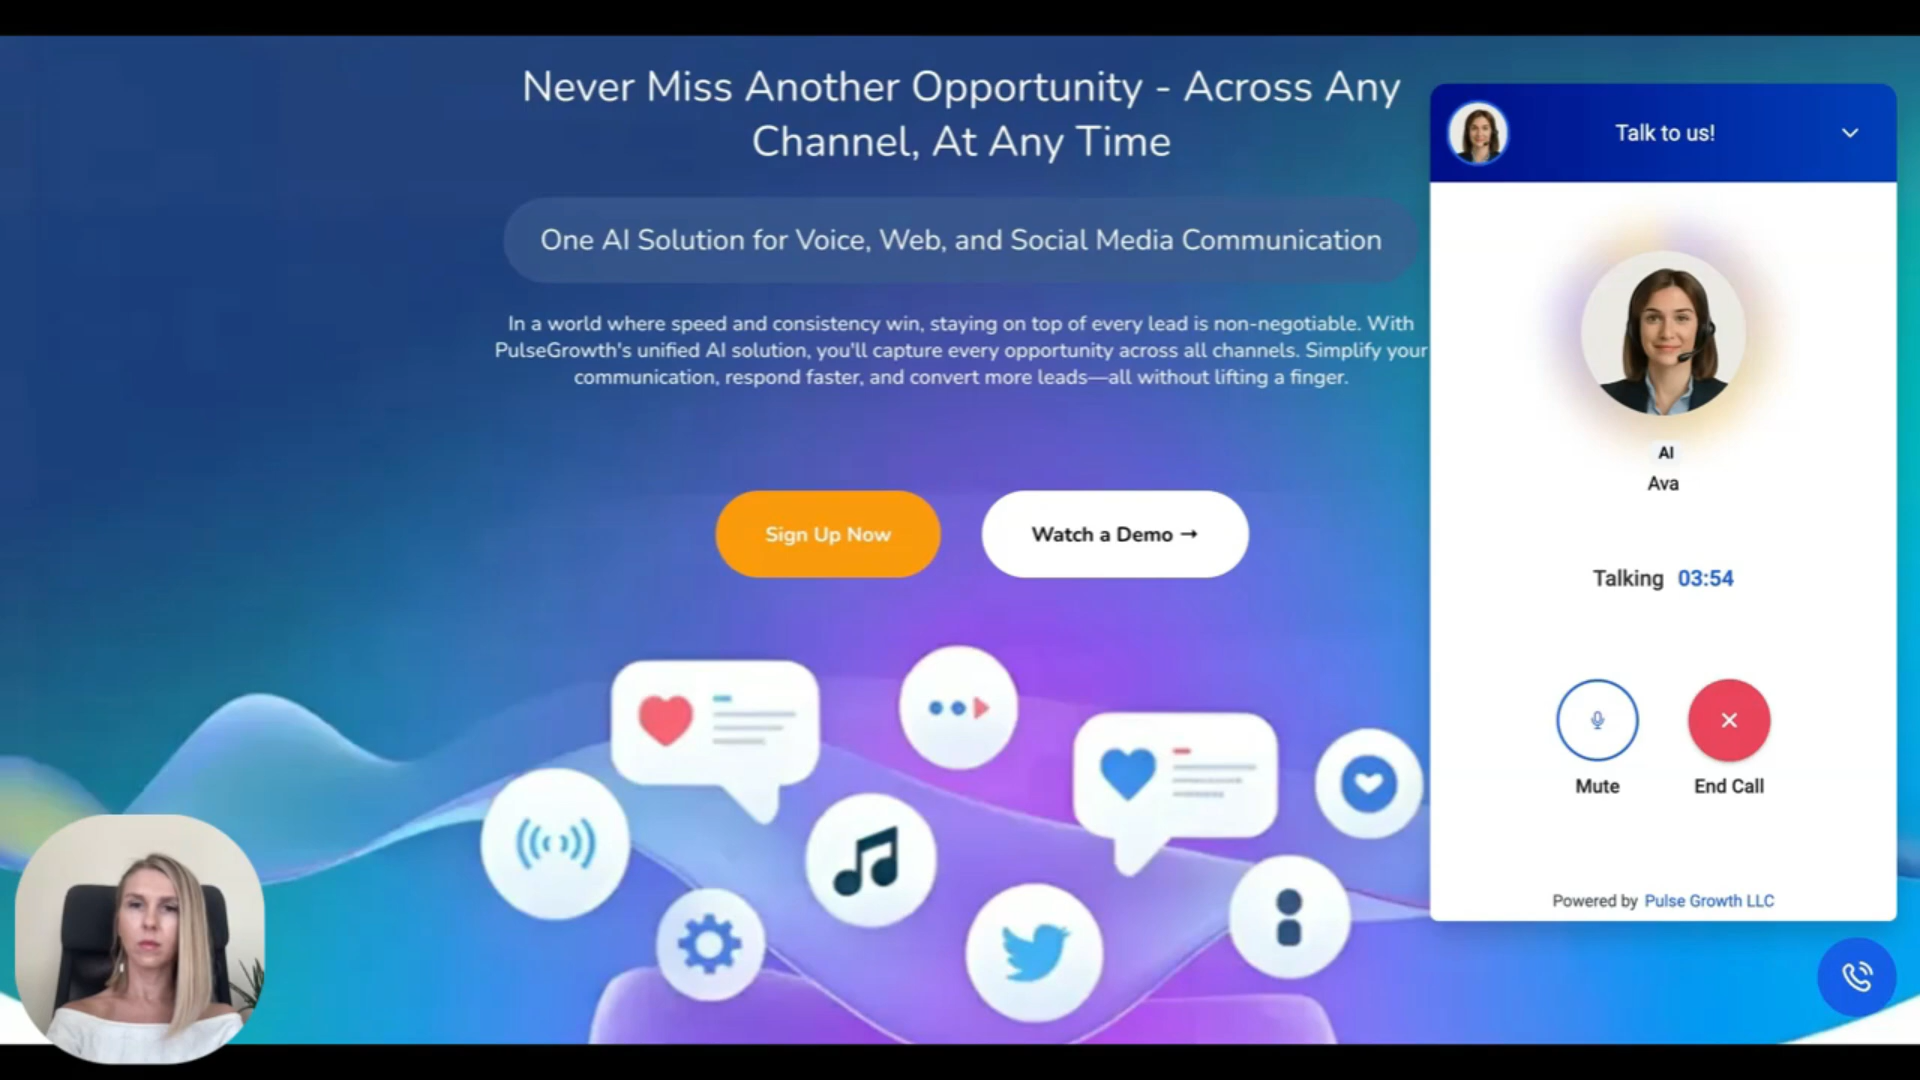 Never Miss Another Opportunity - Across Any
Channel, At Any Time
One AI Solution for Voice, Web, and Social Media Communication
In a world where speed and consistency win, staying on top of every lead is non-negotiable. With
PulseGrowth's unified AI solution, you'll capture every opportunity across all channels. Simplify your
communication, respond faster, and convert more leads—all without lifting a finger.
Sign Up Now
Watch a Demo →
Talk to us!
AI
Ava
Talking 03:54
Mute
End Call
Powered by Pulse Growth LLC